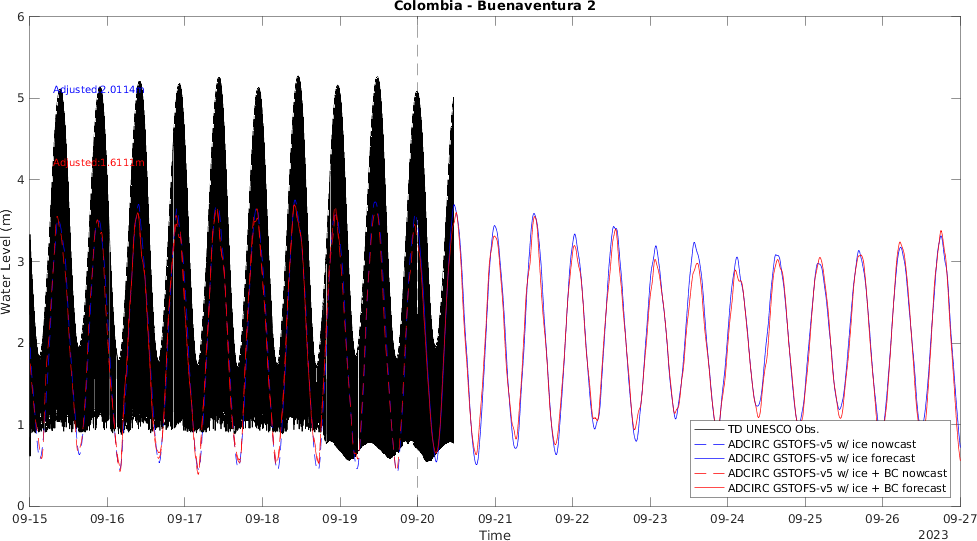 Colombia - Buenaventura 2
6
5
4
3
2
1
0
Water Level (m)
Adjusted:2.0114m
Adjusted:1.6111m
TD UNESCO Obs.
ADCIRC GSTOFS-v5 w/ ice nowcast
ADCIRC GSTOFS-v5 w/ ice forecast
ADCIRC GSTOFS-v5 w/ ice + BC nowcast
ADCIRC GSTOFS-v5 w/ ice + BC forecast
09-15 09-16 09-17 09-18 09-19 09-20 09-21 09-22 09-23 09-24 09-25 09-26 09-27
Time
2023